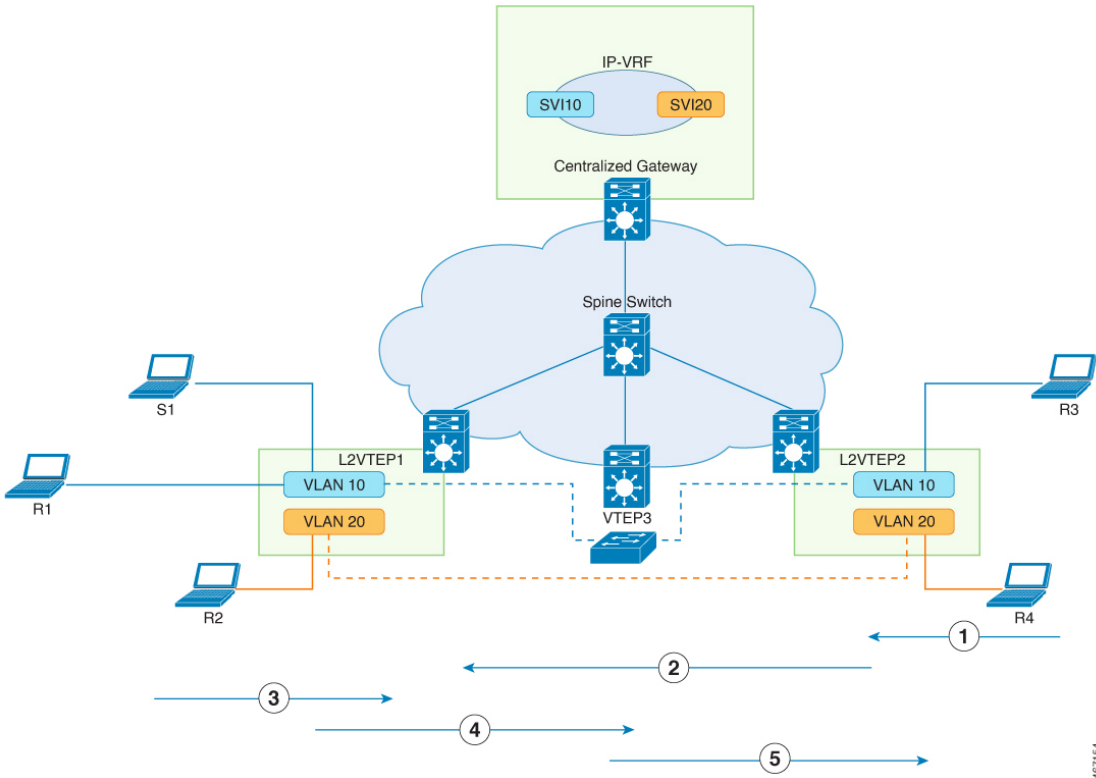 IP-VRF
SVI10
SVI20
Centralized Gateway
Spine Switch
S1
R3
L2VTEP1
L2VTEP2
VLAN 10
VLAN 10
R1
VTEP3
VLAN 20
VLAN 20
R2
R4
1
2
3
4
5